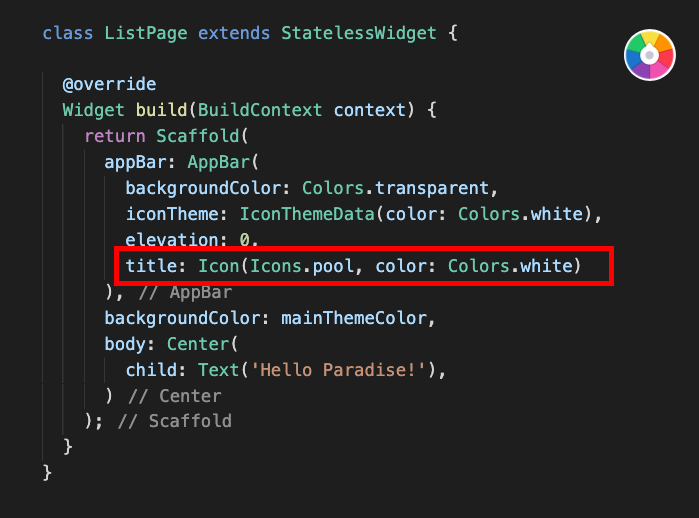 class ListPage extends StatelessWidget {
@override
Widget build(BuildContext context) {
return Scaffold(
appBar: AppBar(
backgroundColor: Colors.transparent,
iconTheme: IconThemeData(color: Colors.white),
elevation: 0,
title: Icon(Icons.pool, color: Colors.white)
), // AppBar
backgroundColor: mainThemeColor,
body: Center(
child: Text('Hello Paradise!'),
) // Center
); // Scaffold
}
}